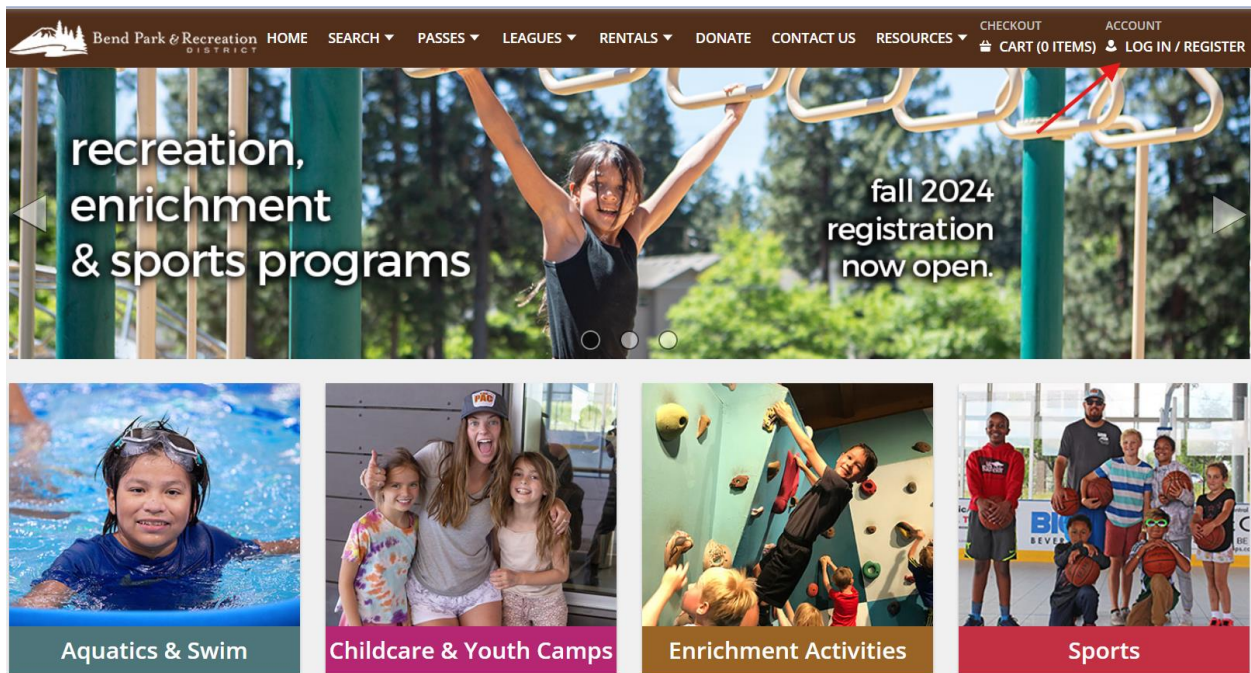 Bend Park & Recreation
DISTRICT
HOME
SEARCH
PASSES
LEAGUES
RENTALS
DONATE
CONTACT US
RESOURCES
CHECKOUT
CART (0 ITEMS)
ACCOUNT
LOG IN / REGISTER
recreation,
enrichment
& sports programs
fall 2024
registration
now open.
PAC
Aquatics & Swim
Childcare & Youth Camps
Enrichment Activities
Sports